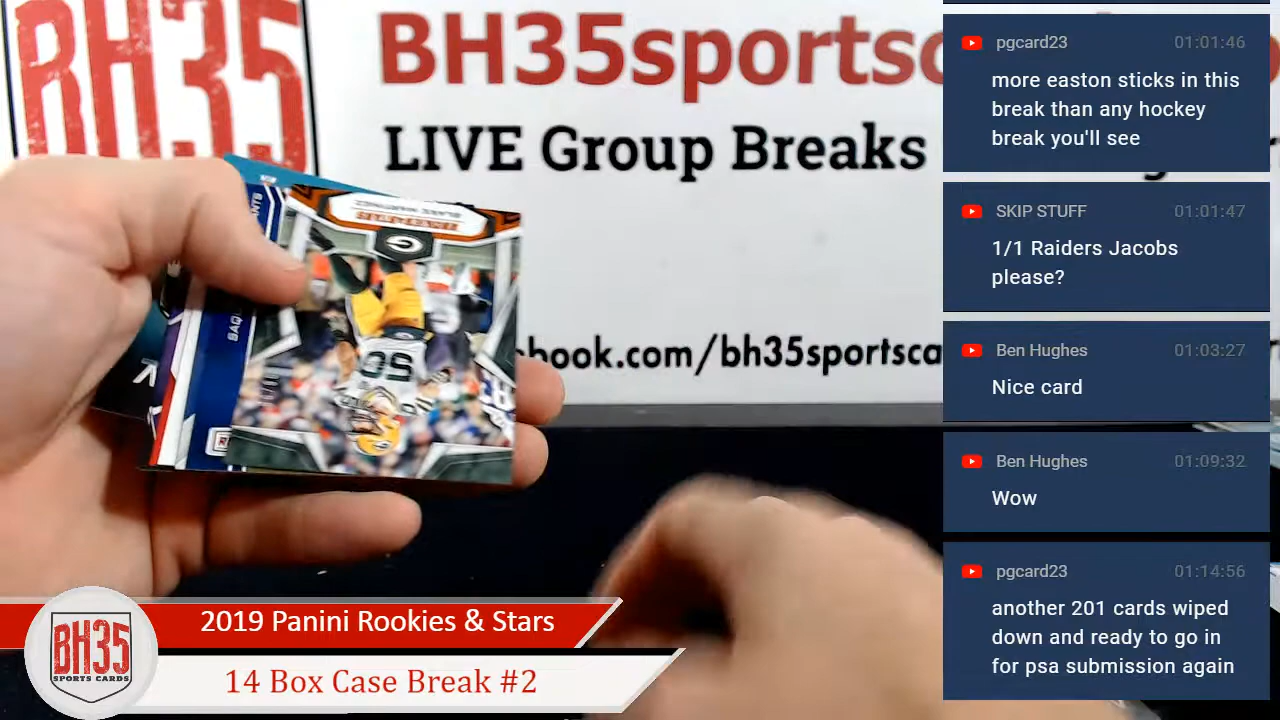 BH35
BH35sportsc
LIVE Group Breaks
book.com/bh35sportsca
BLAKE MARTINEZ
G
50
SAQ
pgcard23 01:01:46
more easton sticks in this
break than any hockey
break you'll see
SKIP STUFF 01:01:47
1/1 Raiders Jacobs
please?
Ben Hughes 01:03:27
Nice card
Ben Hughes 01:09:32
Wow
pgcard23 01:14:56
another 201 cards wiped
down and ready to go in
for psa submission again
BH35
SPORTS CARDS
2019 Panini Rookies & Stars
14 Box Case Break #2